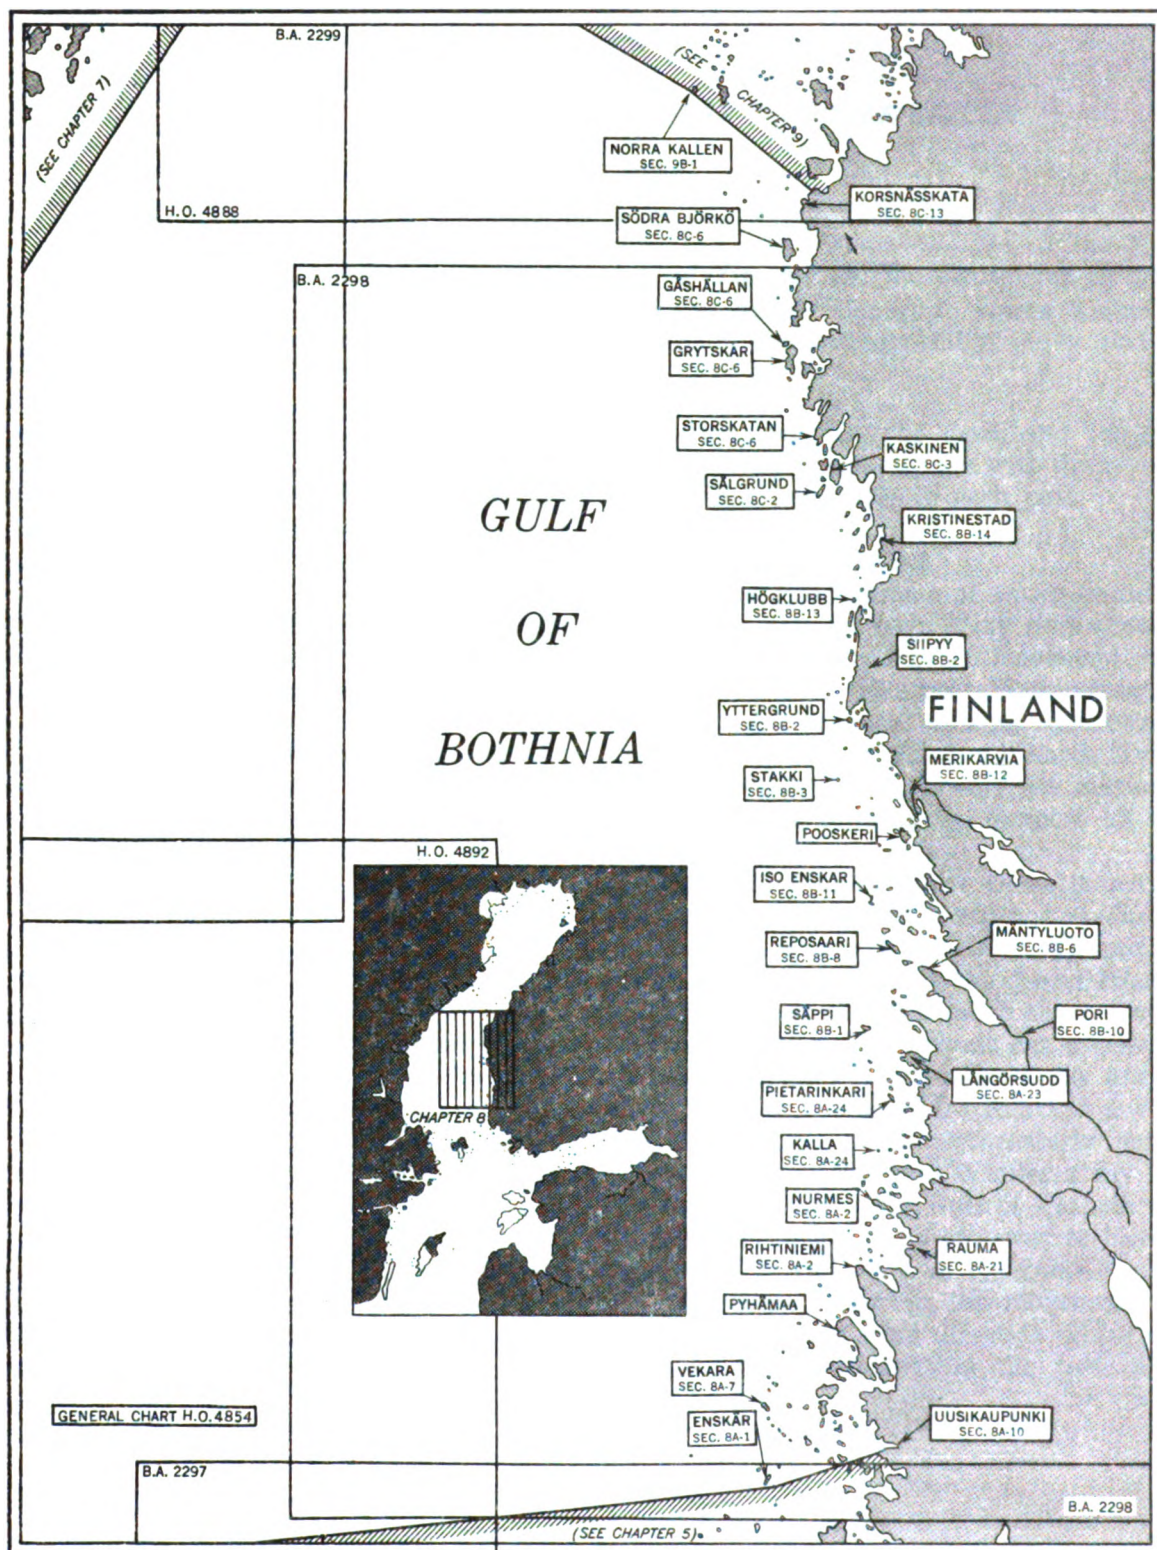 B.A. 2299
(SEE CHAPTER 7)
(SEE CHAPTER 9)
NORRA KALLEN
SEC. 9B-1
KORSNÄSSKATA
SEC. 8C-13
H.O. 4888
SÖDRA BJÖRKÖ
SEC. 8C-6
B.A. 2298
GÅSHÄLLAN
SEC. 8C-6
GRYTSKÄR
SEC. 8C-6
STORSKATAN
SEC. 8C-6
KASKINEN
SEC. 8C-3
SÄLGRUND
SEC. 8C-2
GULF
OF
BOTHNIA
KRISTINESTAD
SEC. 8B-14
HÖGKLUBB
SEC. 8B-13
SIIPYY
SEC. 8B-2
FINLAND
YTTERGRUND
SEC. 8B-2
MERIKARVIA
SEC. 8B-12
STAKKI
SEC. 8B-3
POOSKERI
H.O. 4892
ISO ENSKAR
SEC. 8B-11
MÄNTYLUOTO
SEC. 8B-6
REPOSAARI
SEC. 8B-8
SÄPPI
SEC. 8B-1
PORI
SEC. 8B-10
LÅNGÖRSUDD
SEC. 8A-23
PIETARINKARI
SEC. 8A-24
CHAPTER 8
KALLA
SEC. 8A-24
NURMES
SEC. 8A-2
RIHTINIEMI
SEC. 8A-2
RAUMA
SEC. 8A-21
PYHÄMAA
VEKARA
SEC. 8A-7
GENERAL CHART H.O. 4854
ENSKÄR
SEC. 8A-1
UUSIKAUPUNKI
SEC. 8A-10
B.A. 2297
B.A. 2298
(SEE CHAPTER 5)